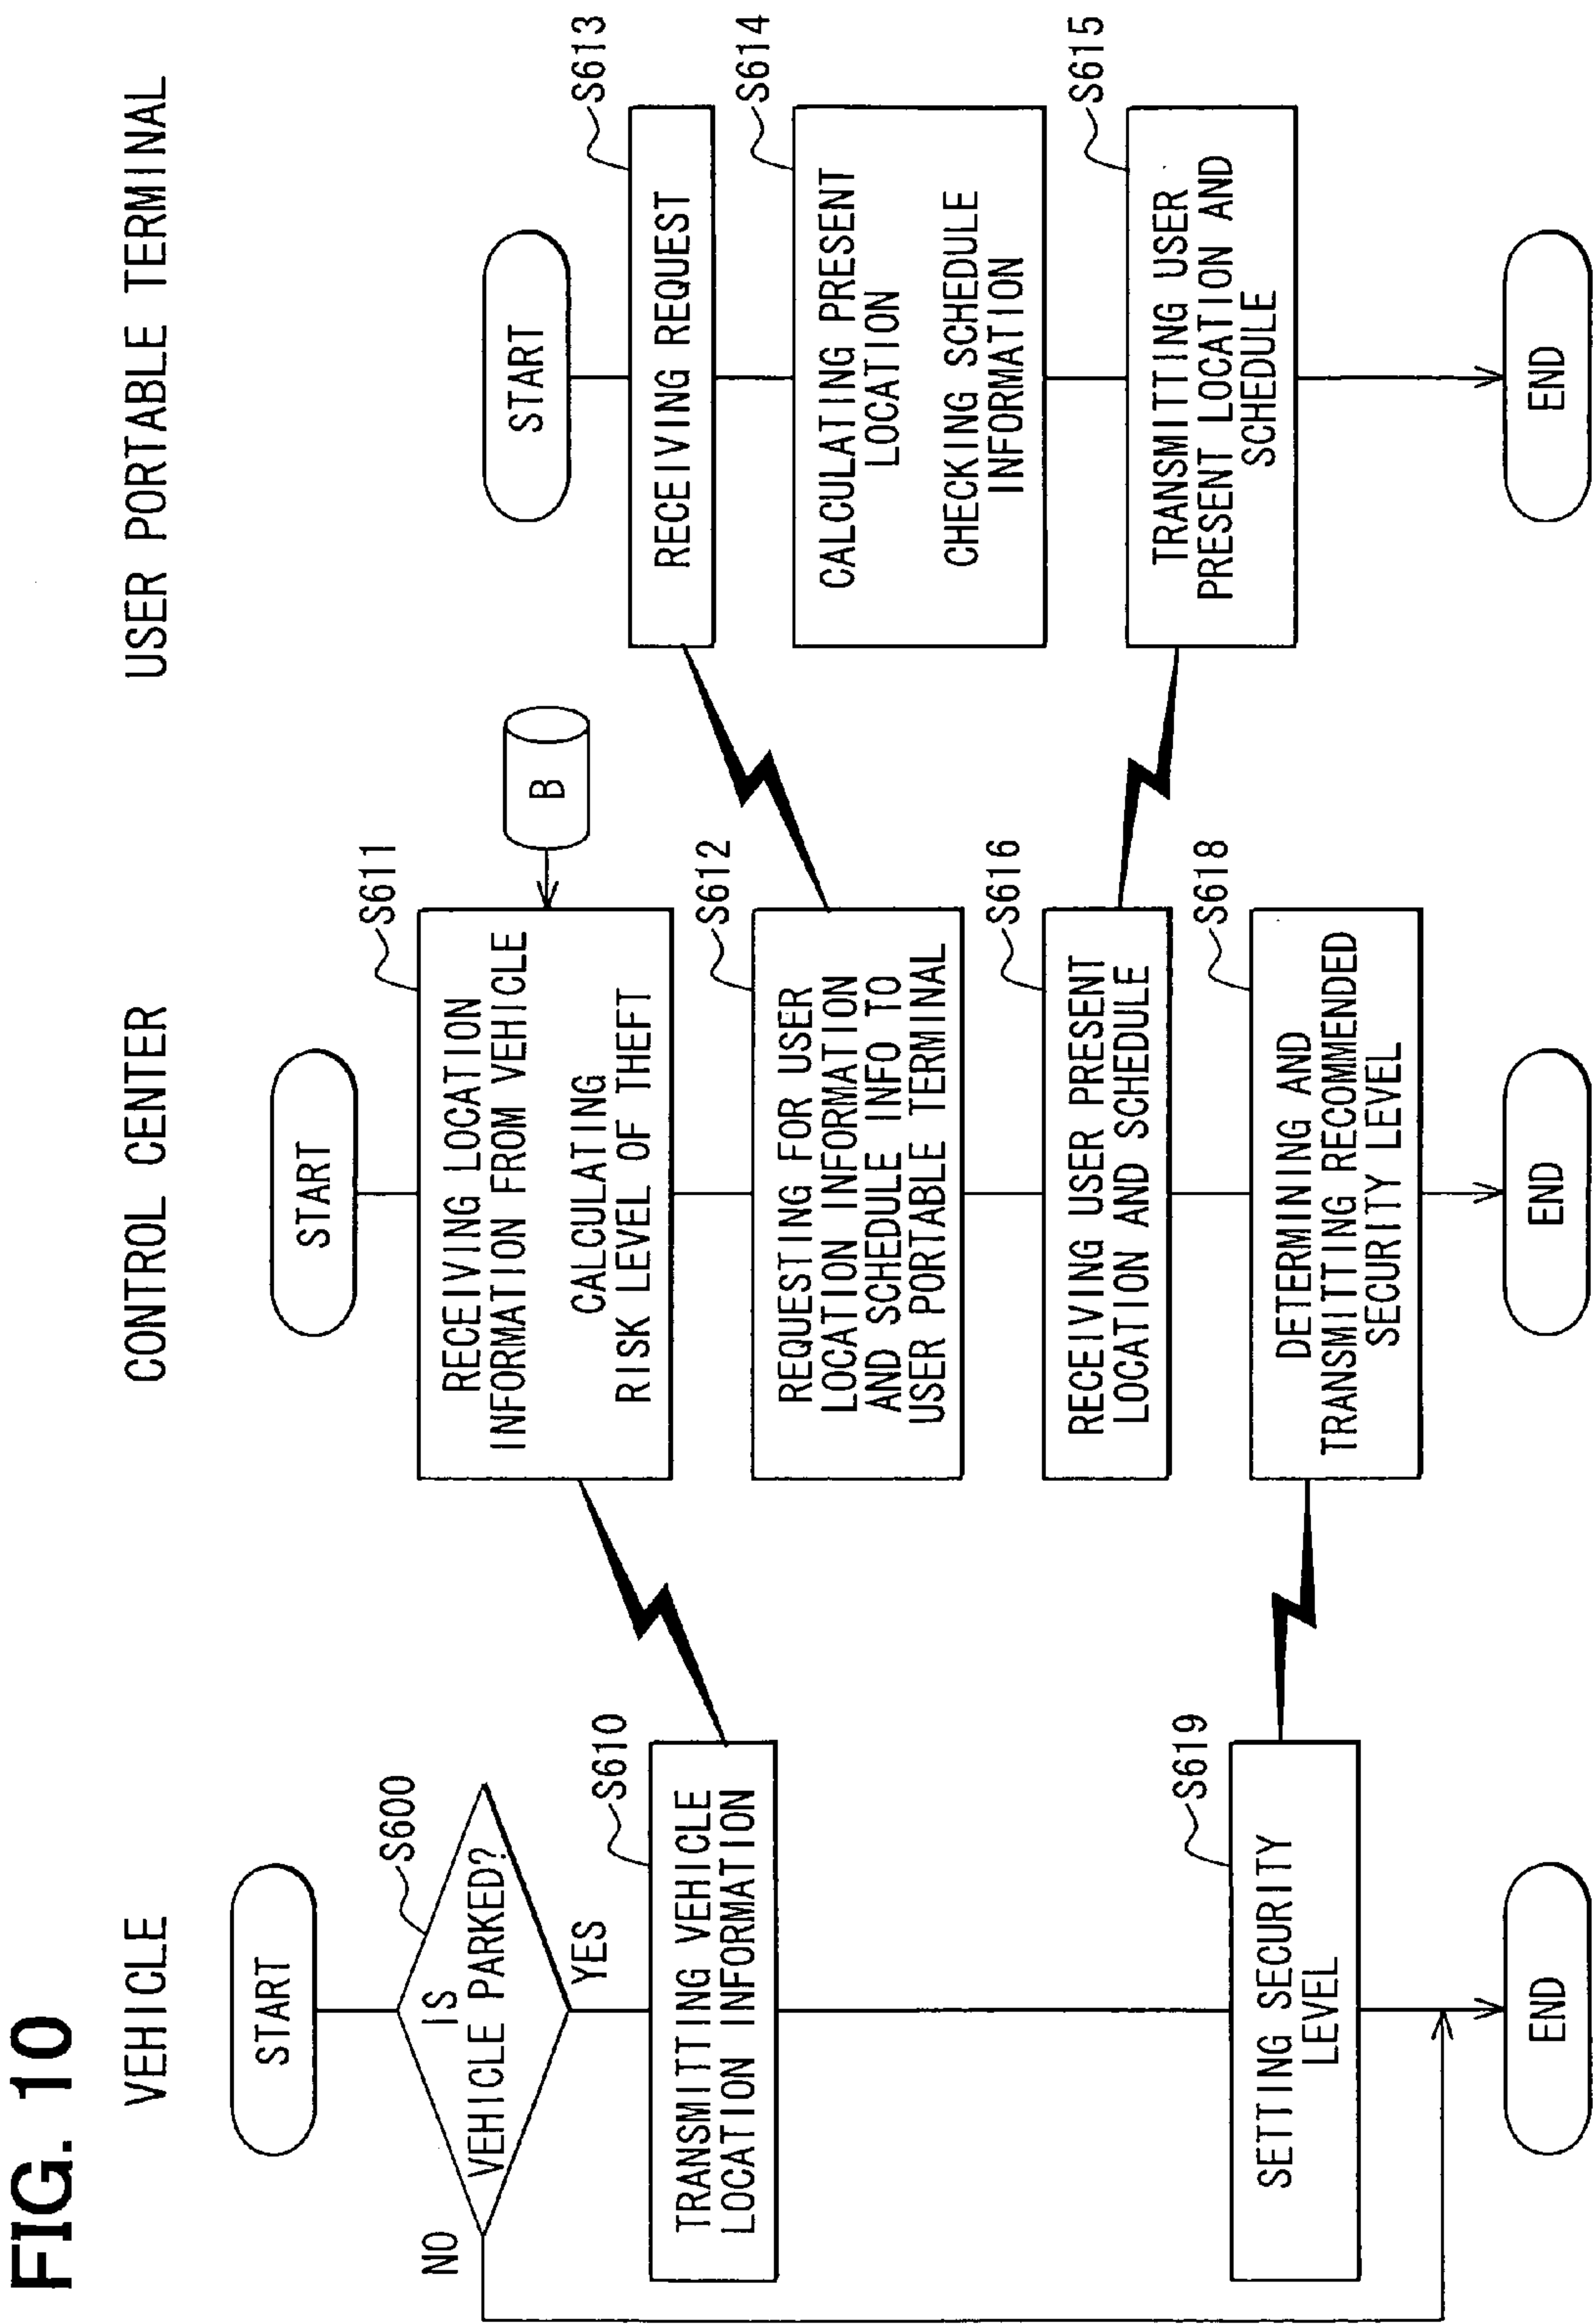 FIG. 10
VEHICLE
START
S600
IS
VEHICLE PARKED?
NO
YES
S610
TRANSMITTING VEHICLE
LOCATION INFORMATION
S619
SETTING SECURITY
LEVEL
END
CONTROL CENTER
START
S611
RECEIVING LOCATION
INFORMATION FROM VEHICLE
CALCULATING
RISK LEVEL OF THEFT
B
S612
REQUESTING FOR USER
LOCATION INFORMATION
AND SCHEDULE INFO TO
USER PORTABLE TERMINAL
S616
RECEIVING USER PRESENT
LOCATION AND SCHEDULE
S618
DETERMINING AND
TRANSMITTING RECOMMENDED
SECURITY LEVEL
END
USER PORTABLE TERMINAL
START
S613
RECEIVING REQUEST
S614
CALCULATING PRESENT
LOCATION
CHECKING SCHEDULE
INFORMATION
S615
TRANSMITTING USER
PRESENT LOCATION AND
SCHEDULE
END